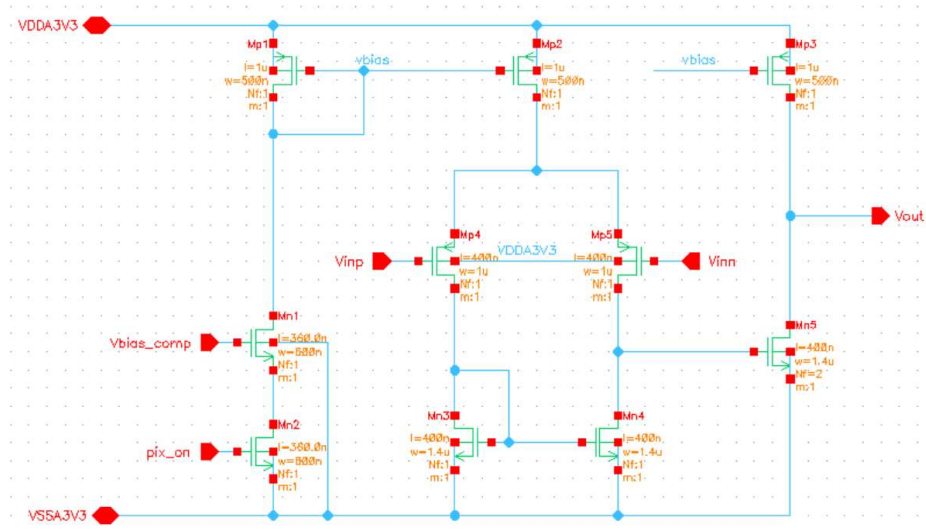 VDDA3V3
Mp1
l=1u
w=500n
Nf:1
m:1
vbias
Mp2
l=1u
w=500n
Nf:1
m:1
vbias
Mp3
l=1u
w=500n
Nf:1
m:1
Vout
Vinp
Mp4
l=400n
w=1u
Nf:1
m:1
VDDA3V3
Mp5
l=400n
w=1u
Nf:1
m:1
Vinn
Vbias_comp
Mn1
l=360.0n
w=600n
Nf:1
m:1
Mn5
l=400n
w=1.4u
Nf=2
m:1
pix_on
Mn2
l=360.0n
w=600n
Nf:1
m:1
Mn3
l=400n
w=1.4u
Nf:1
m:1
Mn4
l=400n
w=1.4u
Nf:1
m:1
VSSA3V3